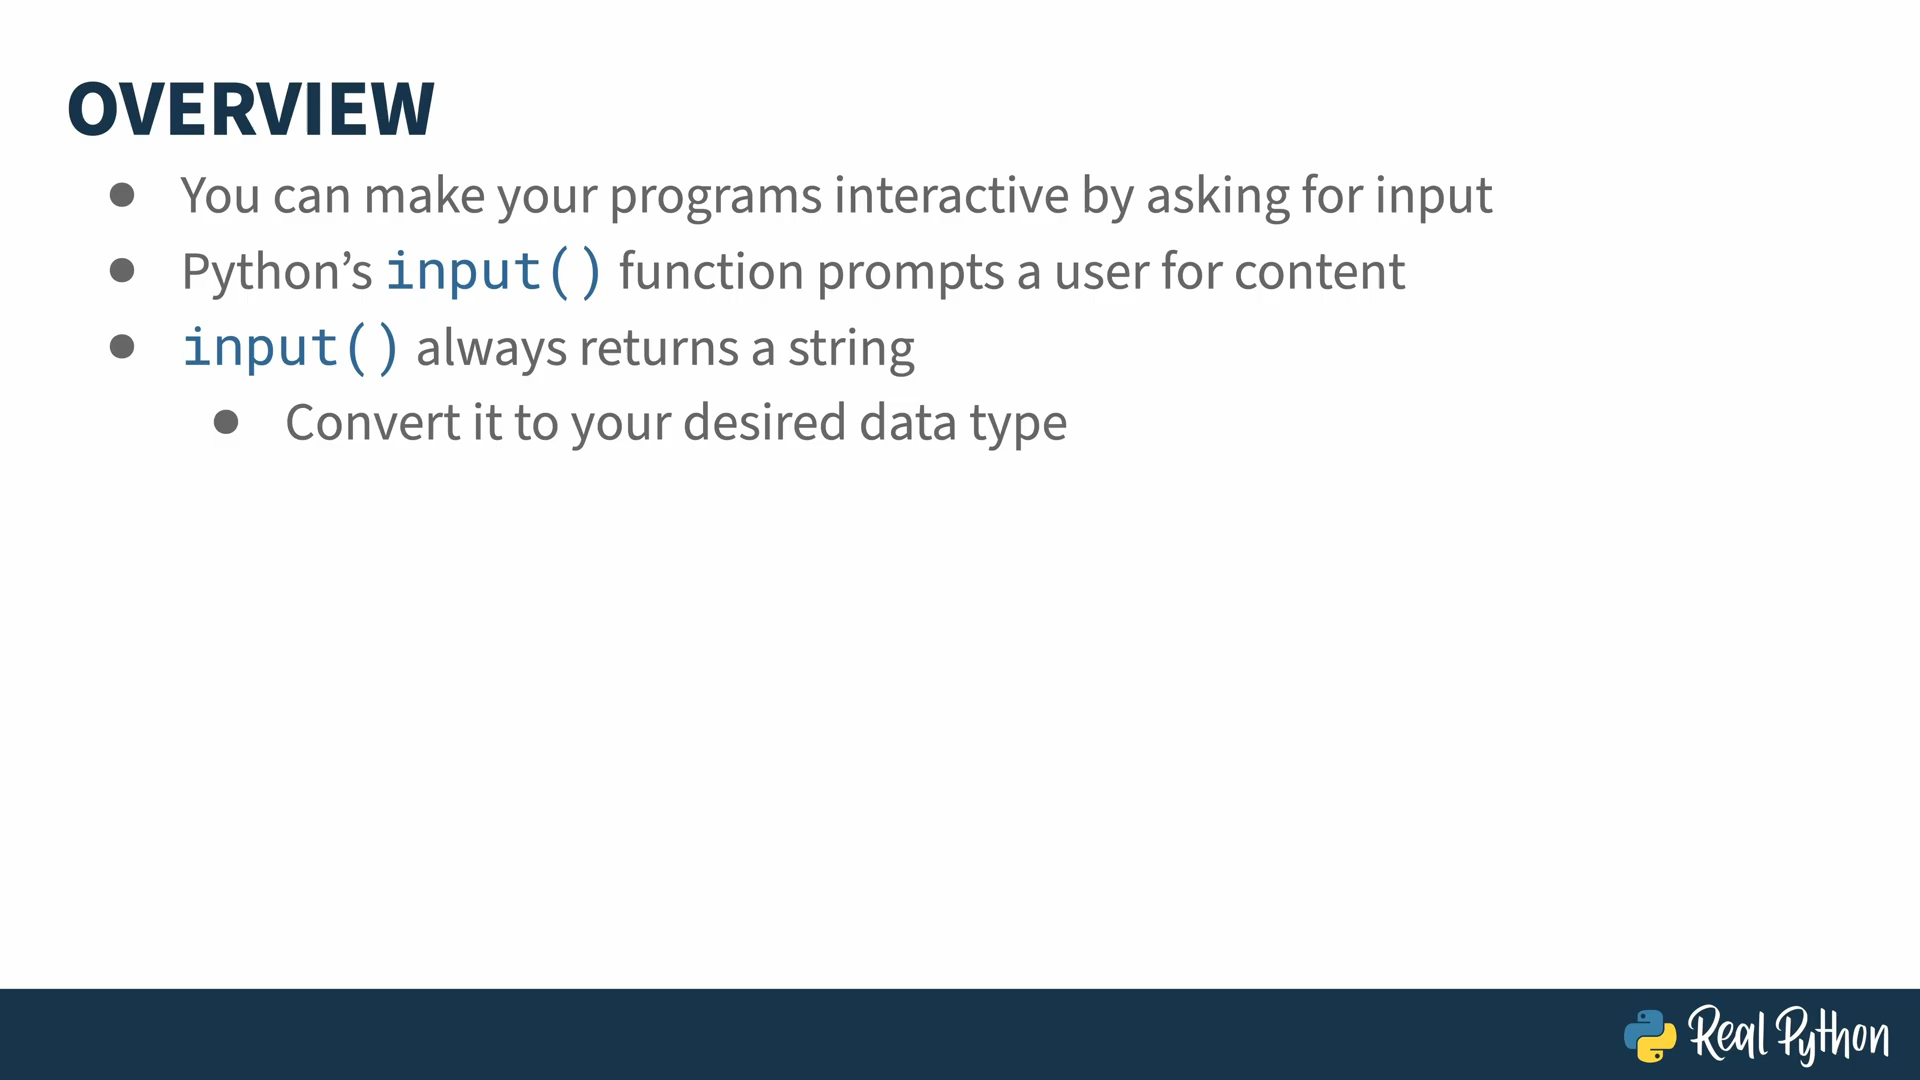 OVERVIEW
● You can make your programs interactive by asking for input
● Python’s input() function prompts a user for content
● input() always returns a string
● Convert it to your desired data type
Real Python